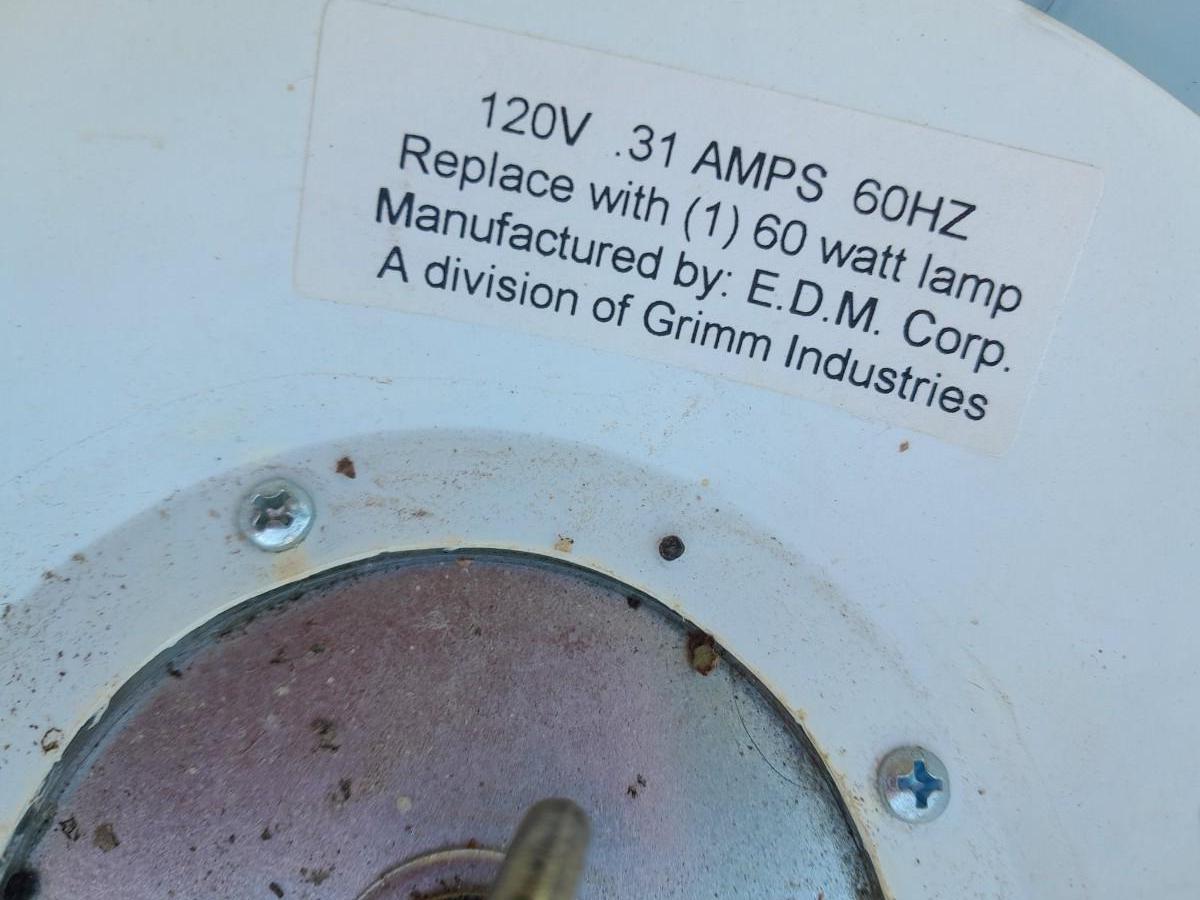 120V .31 AMPS 60HZ
Replace with (1) 60 watt lamp
Manufactured by: E.D.M. Corp.
A division of Grimm Industries